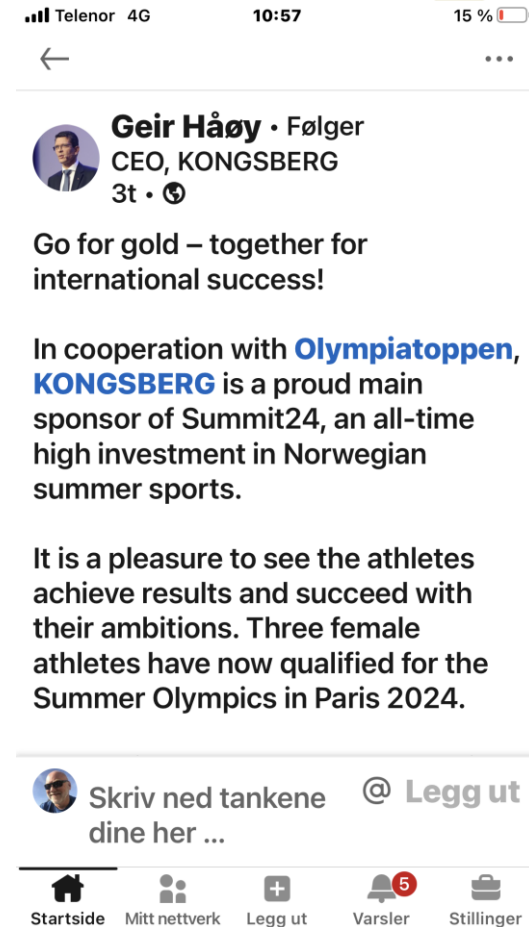 Telenor 4G 10:57 15 %
Geir Håøy • Følger
CEO, KONGSBERG
3t •
Go for gold – together for
international success!
In cooperation with Olympiatoppen,
KONGSBERG is a proud main
sponsor of Summit24, an all-time
high investment in Norwegian
summer sports.
It is a pleasure to see the athletes
achieve results and succeed with
their ambitions. Three female
athletes have now qualified for the
Summer Olympics in Paris 2024.
Skriv ned tankene
dine her ...
@ Legg ut
5
Startside Mitt nettverk Legg ut Varsler Stillinger